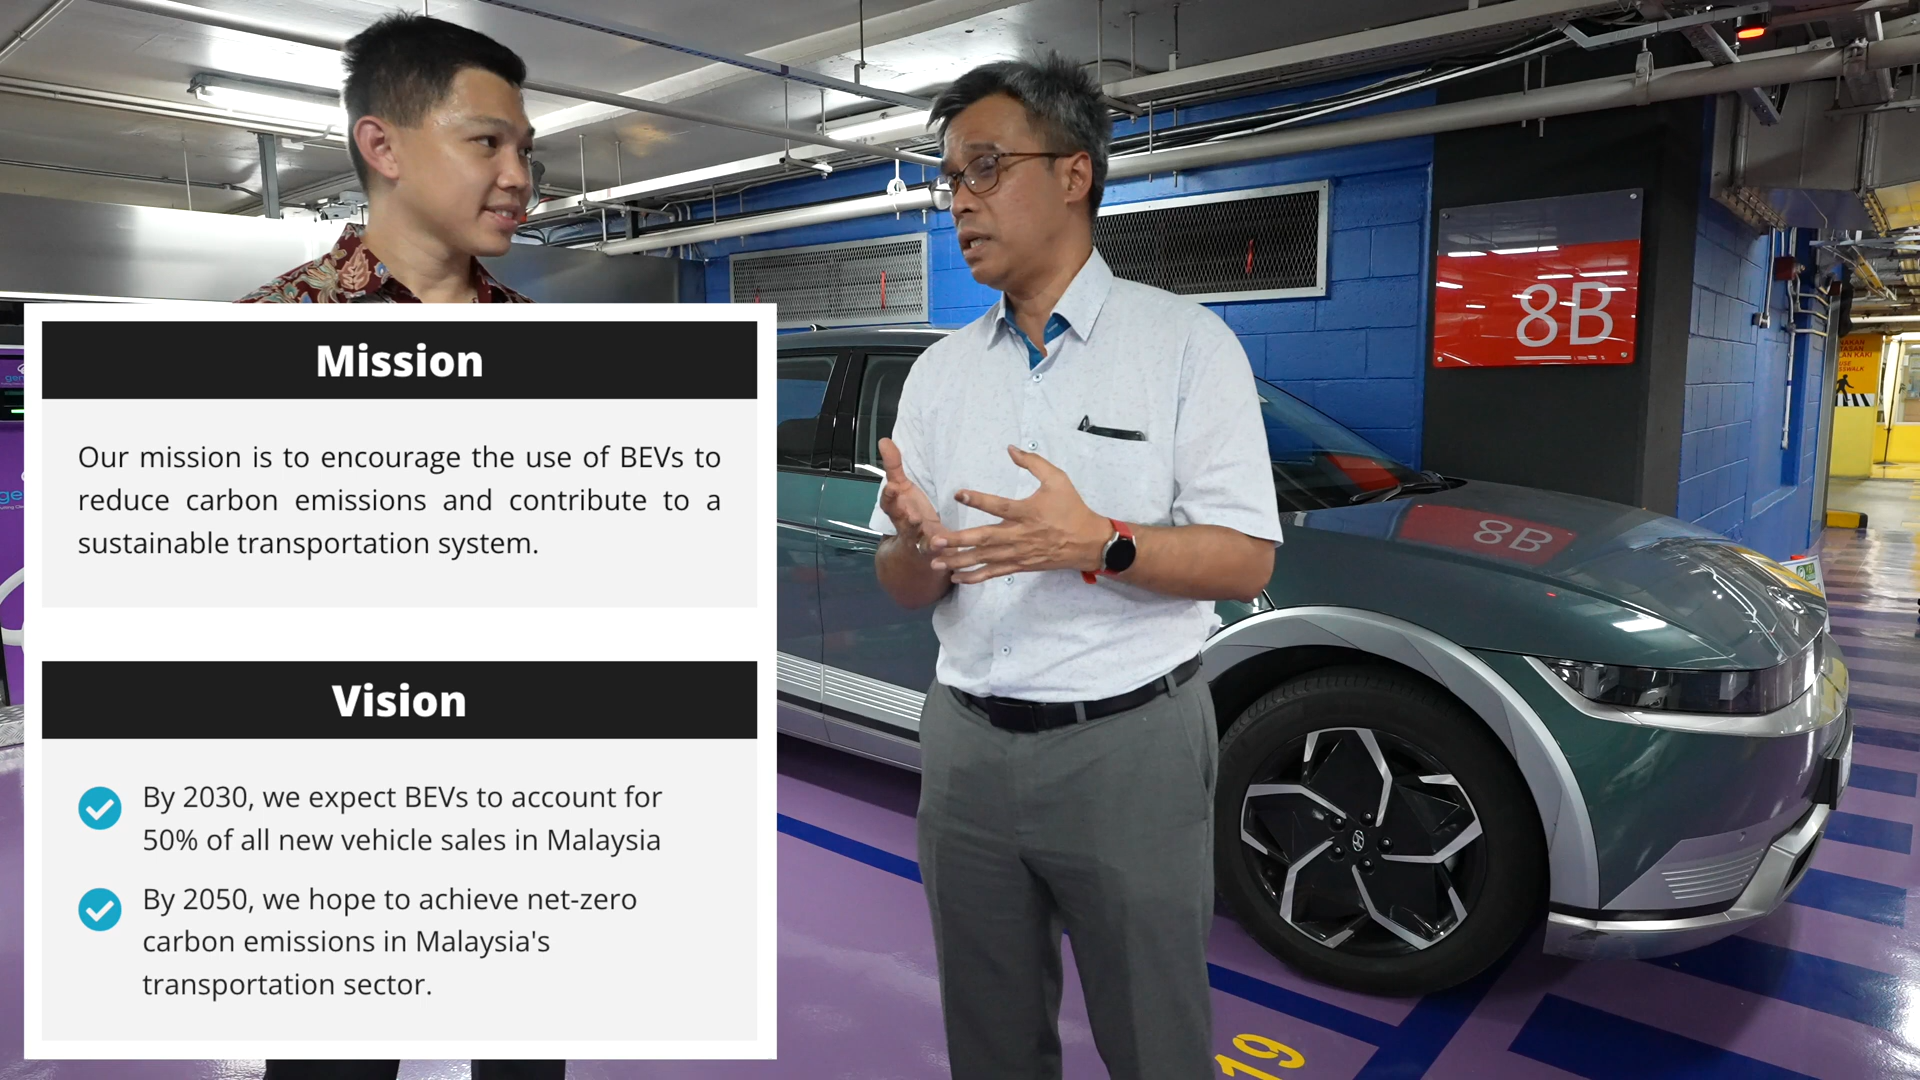 Mission
Our mission is to encourage the use of BEVs to
reduce carbon emissions and contribute to a
sustainable transportation system.
Vision
By 2030, we expect BEVs to account for
50% of all new vehicle sales in Malaysia
By 2050, we hope to achieve net-zero
carbon emissions in Malaysia's
transportation sector.
8B
8B
19